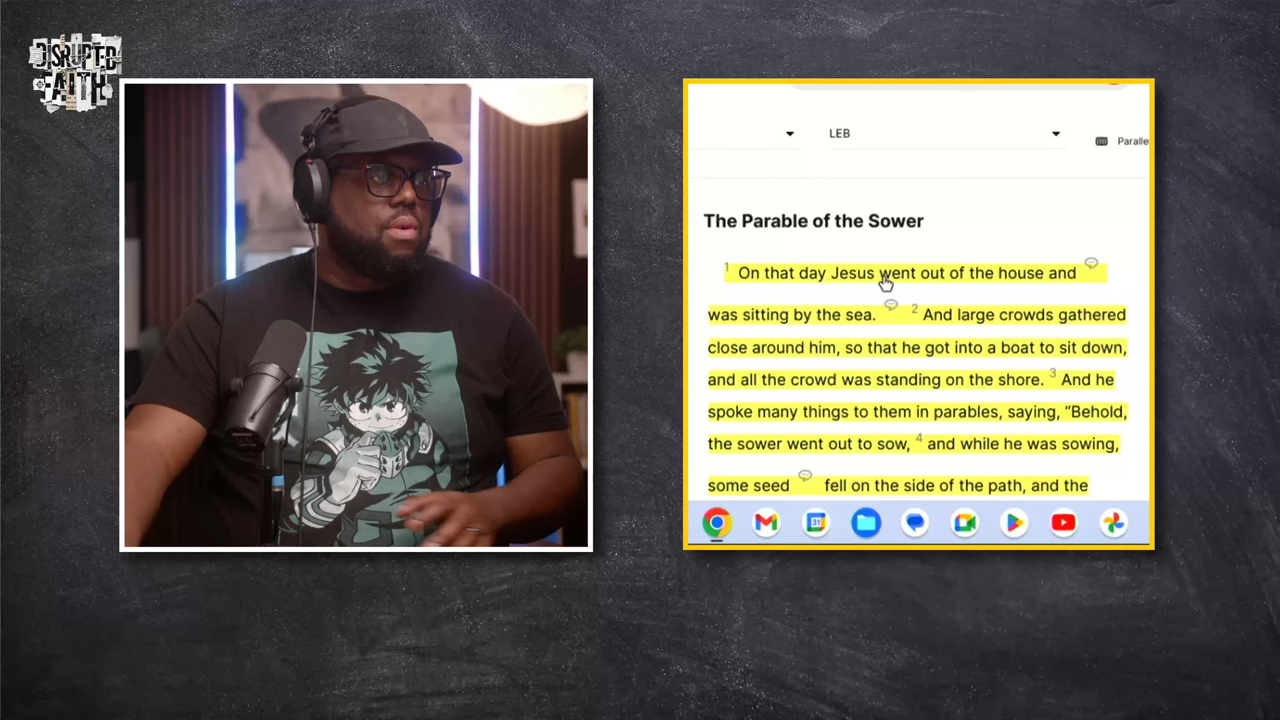 DISRUPTED
FAITH
LEB
Paralle
The Parable of the Sower
1 On that day Jesus went out of the house and
was sitting by the sea. 2 And large crowds gathered
close around him, so that he got into a boat to sit down,
and all the crowd was standing on the shore. 3 And he
spoke many things to them in parables, saying, “Behold,
the sower went out to sow, 4 and while he was sowing,
some seed fell on the side of the path, and the
31